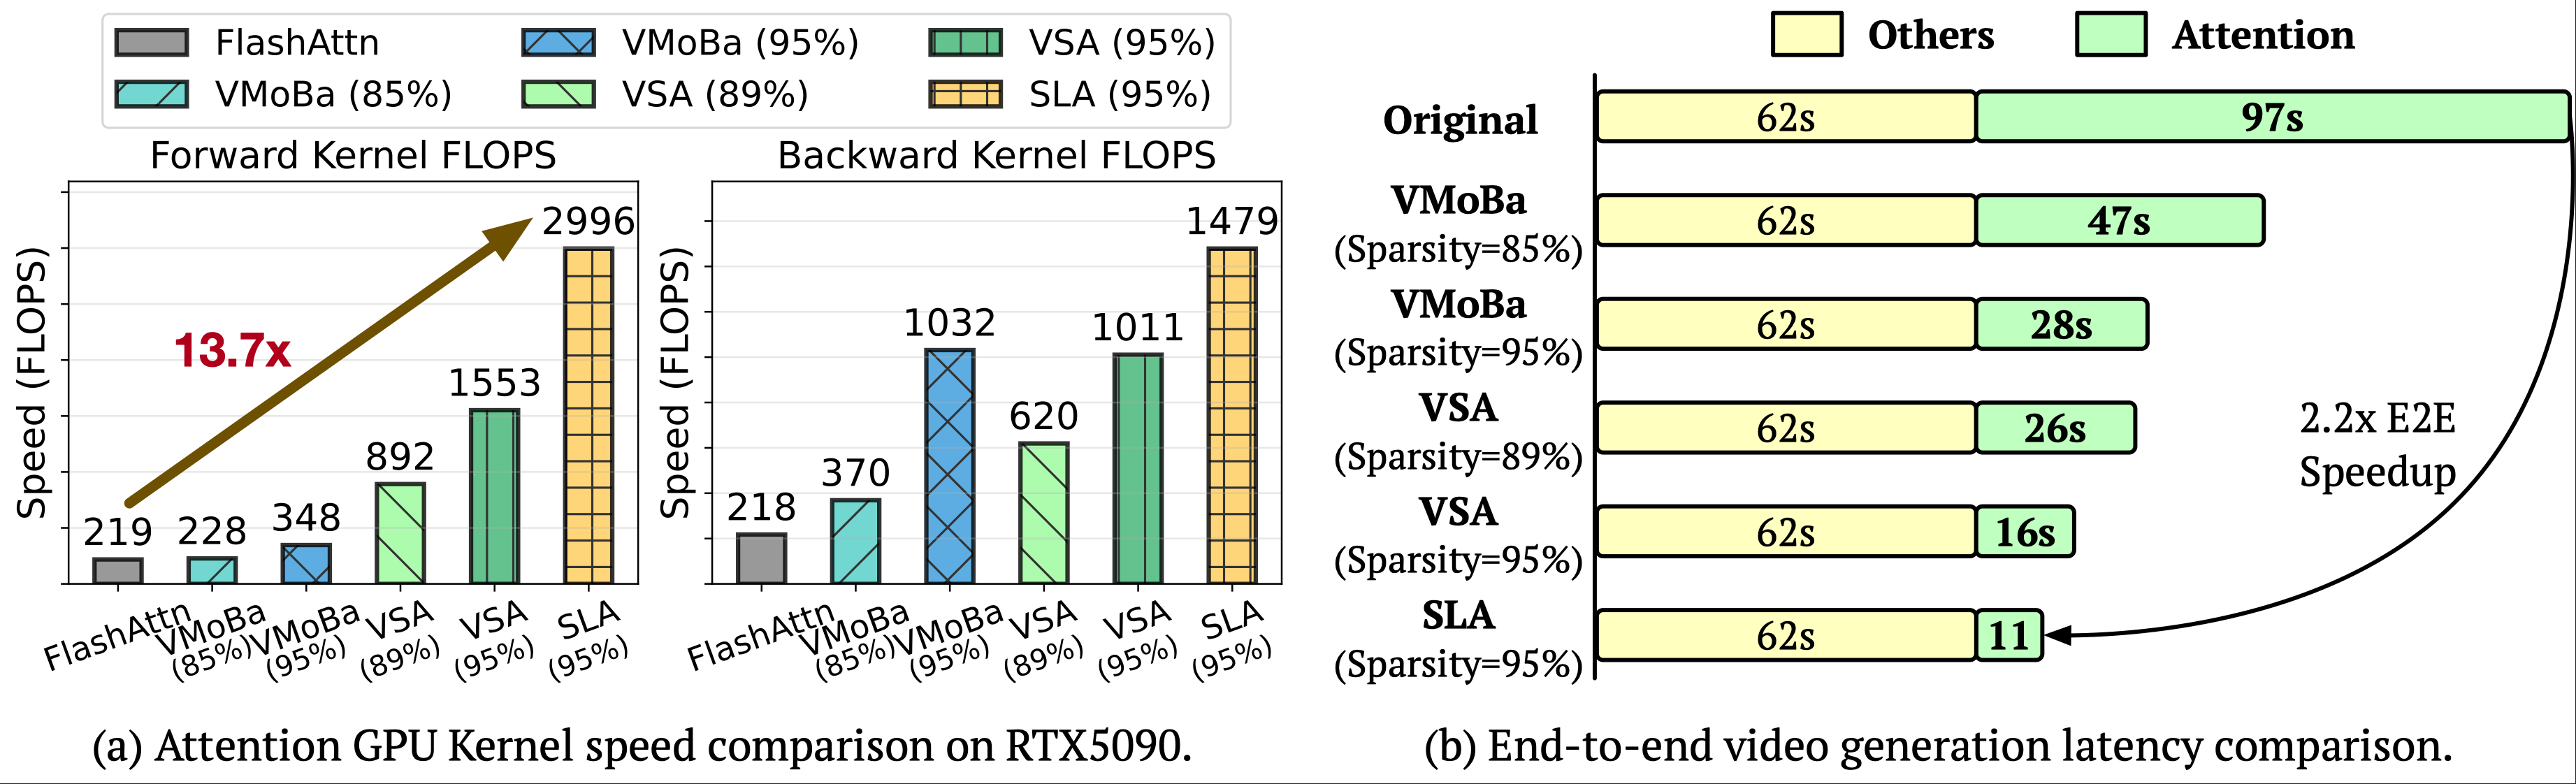 FlashAttn
VMoBa (85%)
VMoBa (95%)
VSA (89%)
VSA (95%)
SLA (95%)
Forward Kernel FLOPS
Speed (FLOPS)
13.7x
219
228
348
892
1553
2996
FlashAttn
VMoBa
(85%)
VMoBa
(95%)
VSA
(89%)
VSA
(95%)
SLA
(95%)
Backward Kernel FLOPS
Speed (FLOPS)
218
370
1032
620
1011
1479
FlashAttn
VMoBa
(85%)
VMoBa
(95%)
VSA
(89%)
VSA
(95%)
SLA
(95%)
(a) Attention GPU Kernel speed comparison on RTX5090.
Others
Attention
Original
62s
97s
VMoBa
(Sparsity=85%)
62s
47s
VMoBa
(Sparsity=95%)
62s
28s
VSA
(Sparsity=89%)
62s
26s
VSA
(Sparsity=95%)
62s
16s
SLA
(Sparsity=95%)
62s
11
2.2x E2E
Speedup
(b) End-to-end video generation latency comparison.